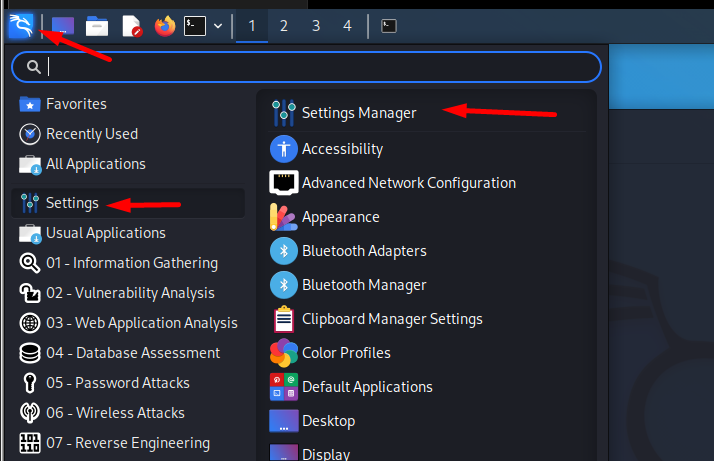 1 2 3 4
Favorites
Recently Used
All Applications
Settings
Usual Applications
01 - Information Gathering
02 - Vulnerability Analysis
03 - Web Application Analysis
04 - Database Assessment
05 - Password Attacks
06 - Wireless Attacks
07 - Reverse Engineering
Settings Manager
Accessibility
Advanced Network Configuration
Appearance
Bluetooth Adapters
Bluetooth Manager
Clipboard Manager Settings
Color Profiles
Default Applications
Desktop
Display